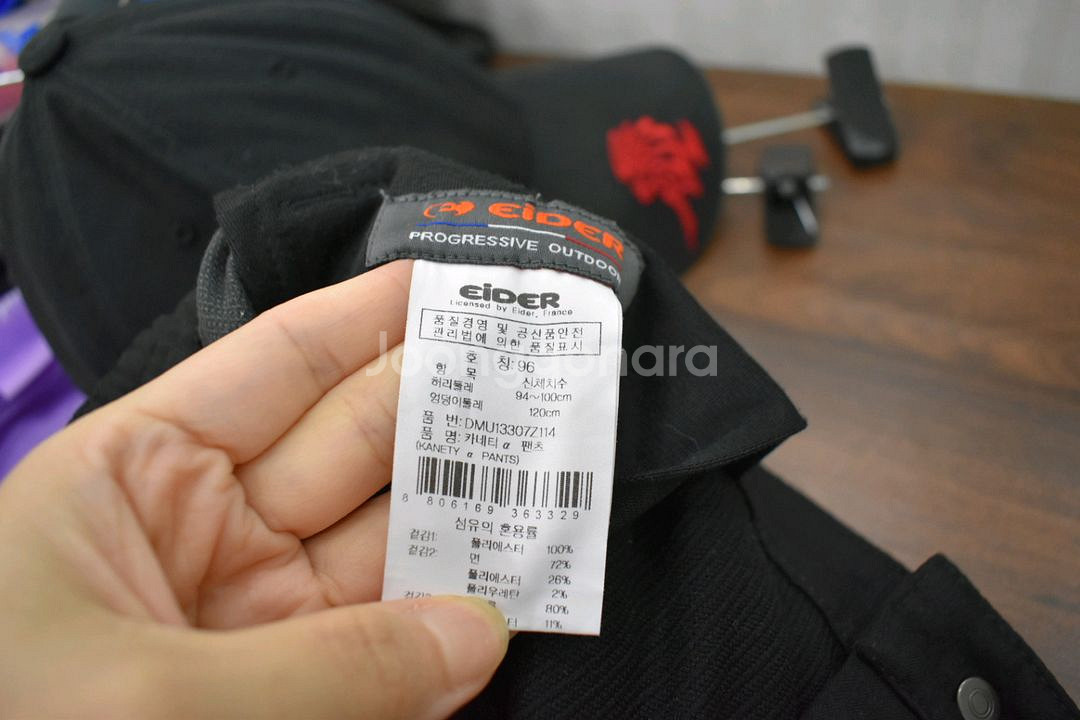 EiDER
PROGRESSIVE OUTDOO
EiDER
Licensed by Eider, France
품질경영 및 공산품안전
관리법에 의한 품질표시
호 칭: 96
항 목 신체치수
허리둘레 94~100cm
엉덩이둘레 120cm
품 번: DMU13307Z114
품 명: 카네티 α 팬츠
(KANETY α PANTS)
8 806169 363329
섬유의 혼용률
겉감1: 폴리에스터 100%
겉감2: 면 72%
폴리에스터 26%
폴리우레탄 2%
80%
11%
Joonggonara